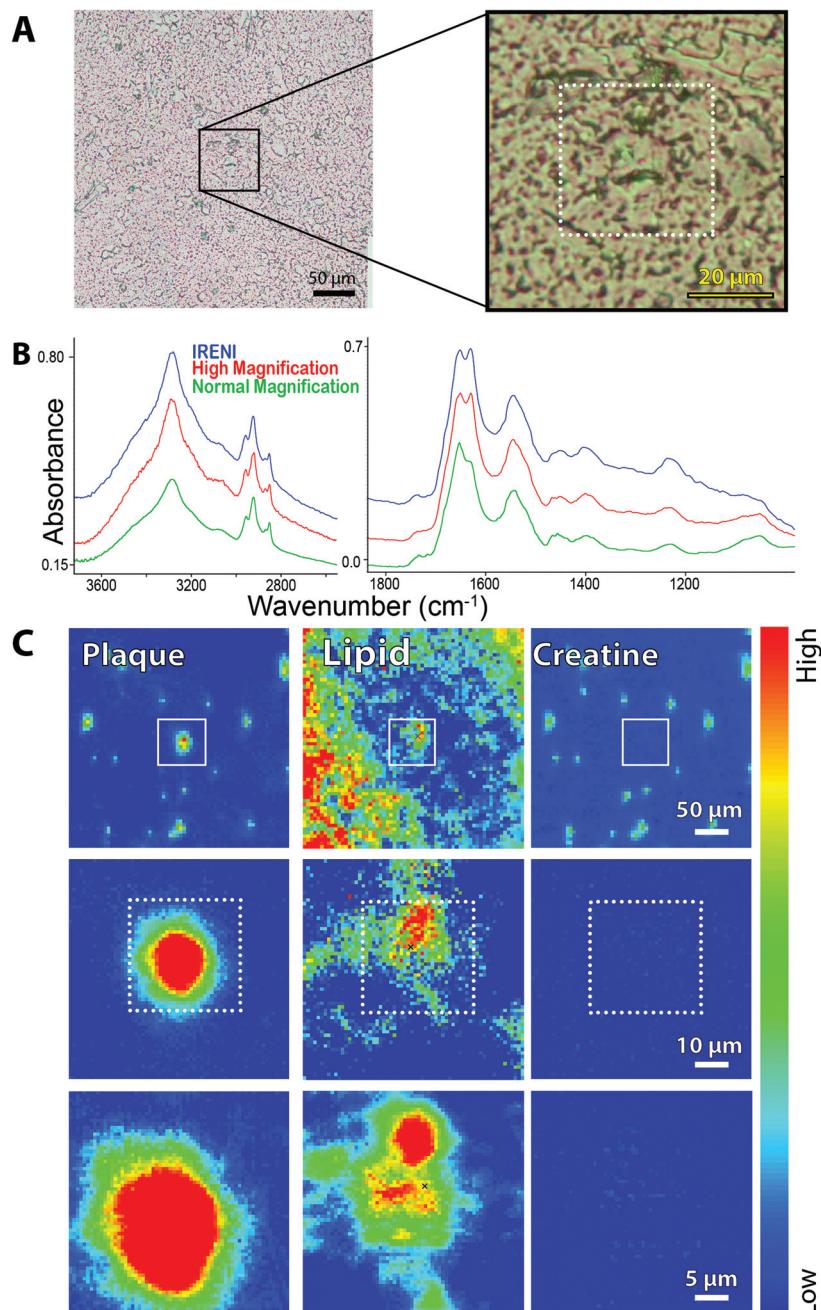 A
50 µm
20 µm
B
IRENI
High Magnification
Normal Magnification
0.80
0.15
0.7
0.0
Absorbance
3600 3200 2800
1800 1600 1400 1200
Wavenumber (cm⁻¹)
C
Plaque Lipid Creatine
50 µm
×
10 µm
×
5 µm
High
Low